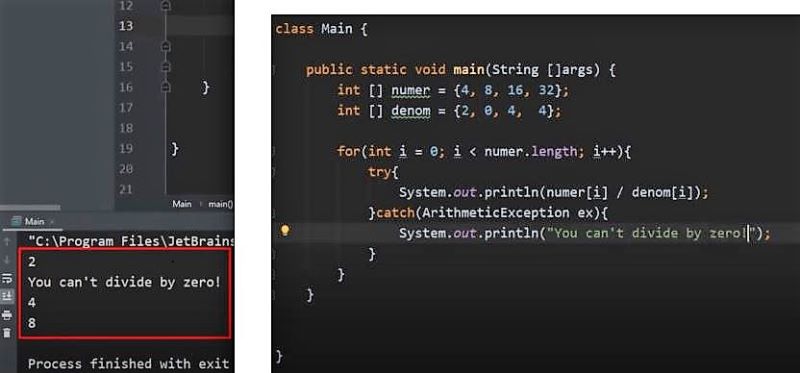 12
13
14
15
16 }
17
18
19 }
20
21
Main › main()
Main ×
"C:\Program Files\JetBrains
2
You can't divide by zero!
4
8
Process finished with exit
class Main {
public static void main(String []args) {
int [] numer = {4, 8, 16, 32};
int [] denom = {2, 0, 4, 4};
for(int i = 0; i < numer.length; i++){
try{
System.out.println(numer[i] / denom[i]);
}catch(ArithmeticException ex){
System.out.println("You can't divide by zero!");
}
}
}
}